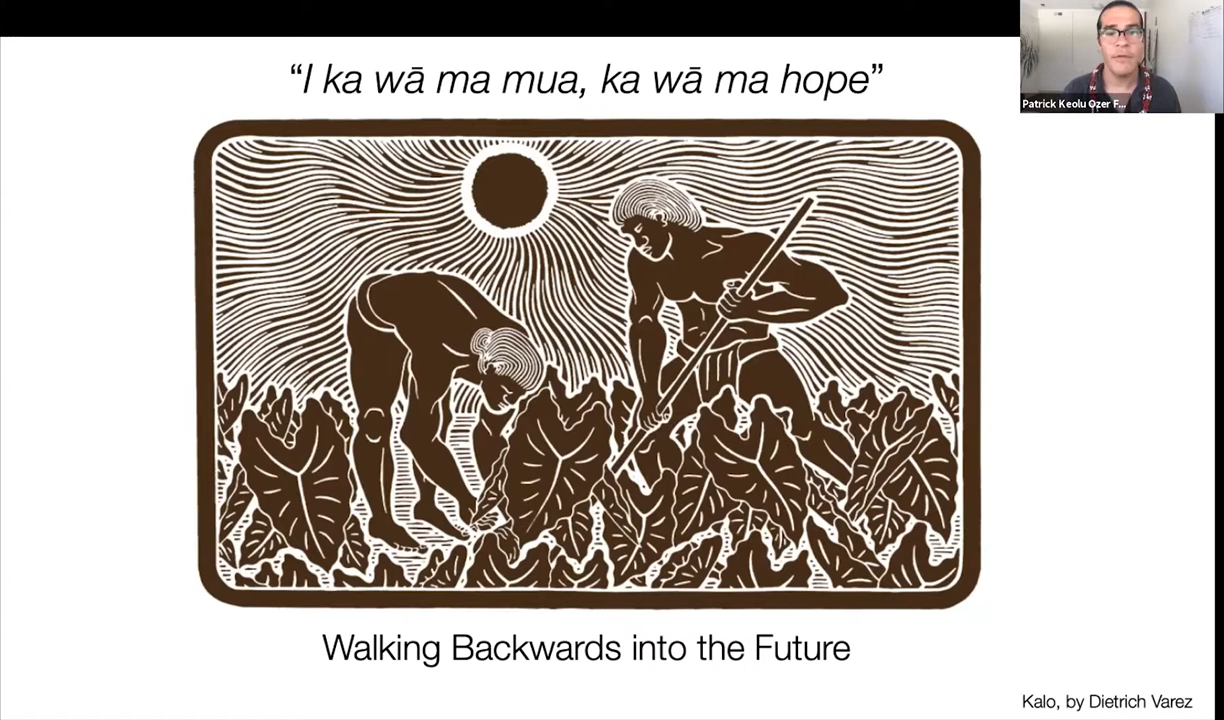 “I ka wā ma mua, ka wā ma hope”
Patrick Keolu Ozer F...
Walking Backwards into the Future
Kalo, by Dietrich Varez